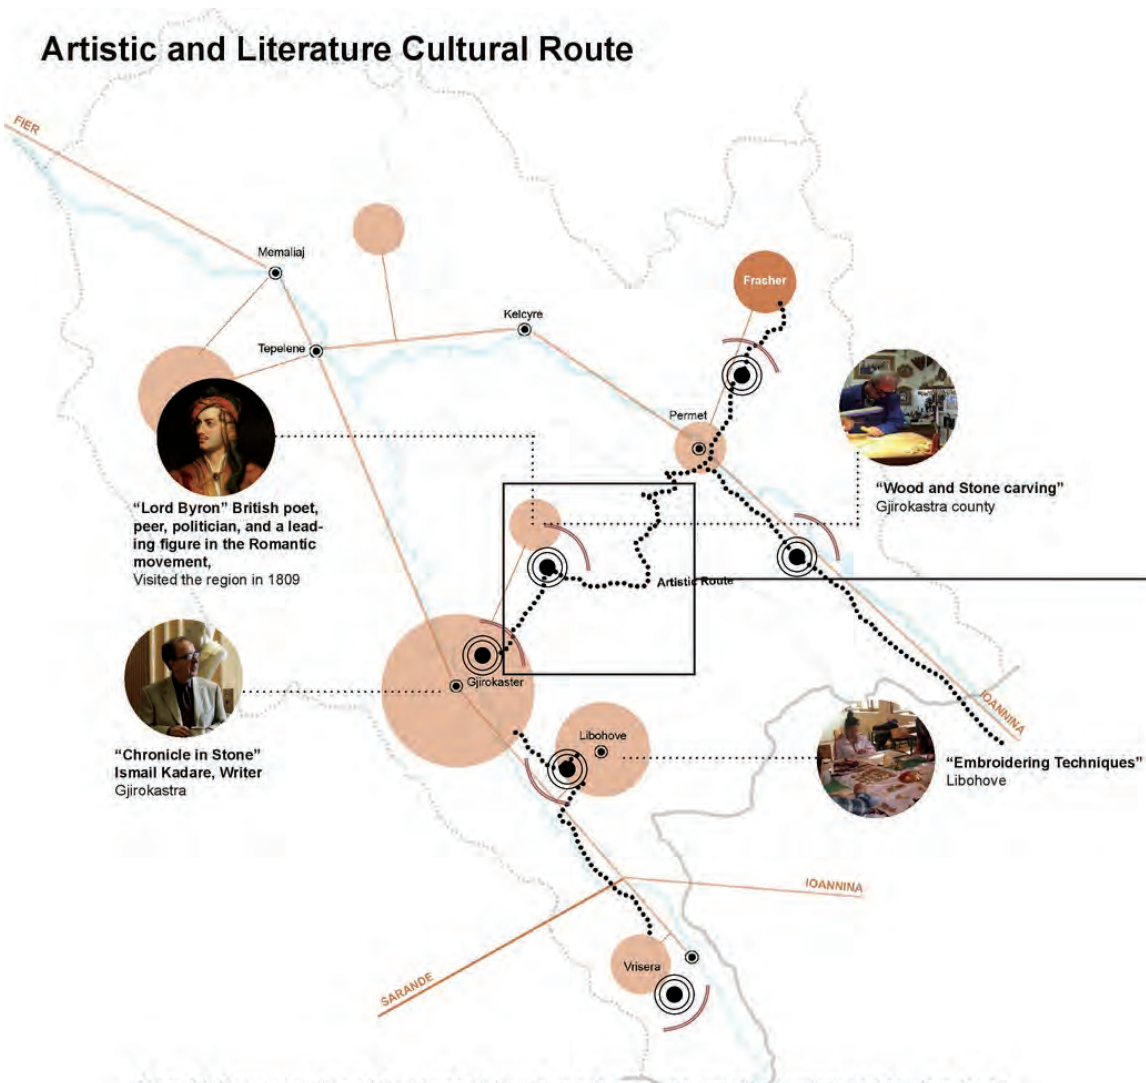 Artistic and Literature Cultural Route
FIER
Memaliaj
Frasher
Kelcyre
Tepelene
Permet
"Lord Byron" British poet,
peer, politician, and a lead-
ing figure in the Romantic
movement,
Visited the region in 1809
"Wood and Stone carving"
Gjirokastra county
Artistic Route
Gjirokaster
"Chronicle in Stone"
Ismail Kadare, Writer
Gjirokastra
IOANNINA
Libohove
"Embroidering Techniques"
Libohove
IOANNINA
SARANDE
Vrisera